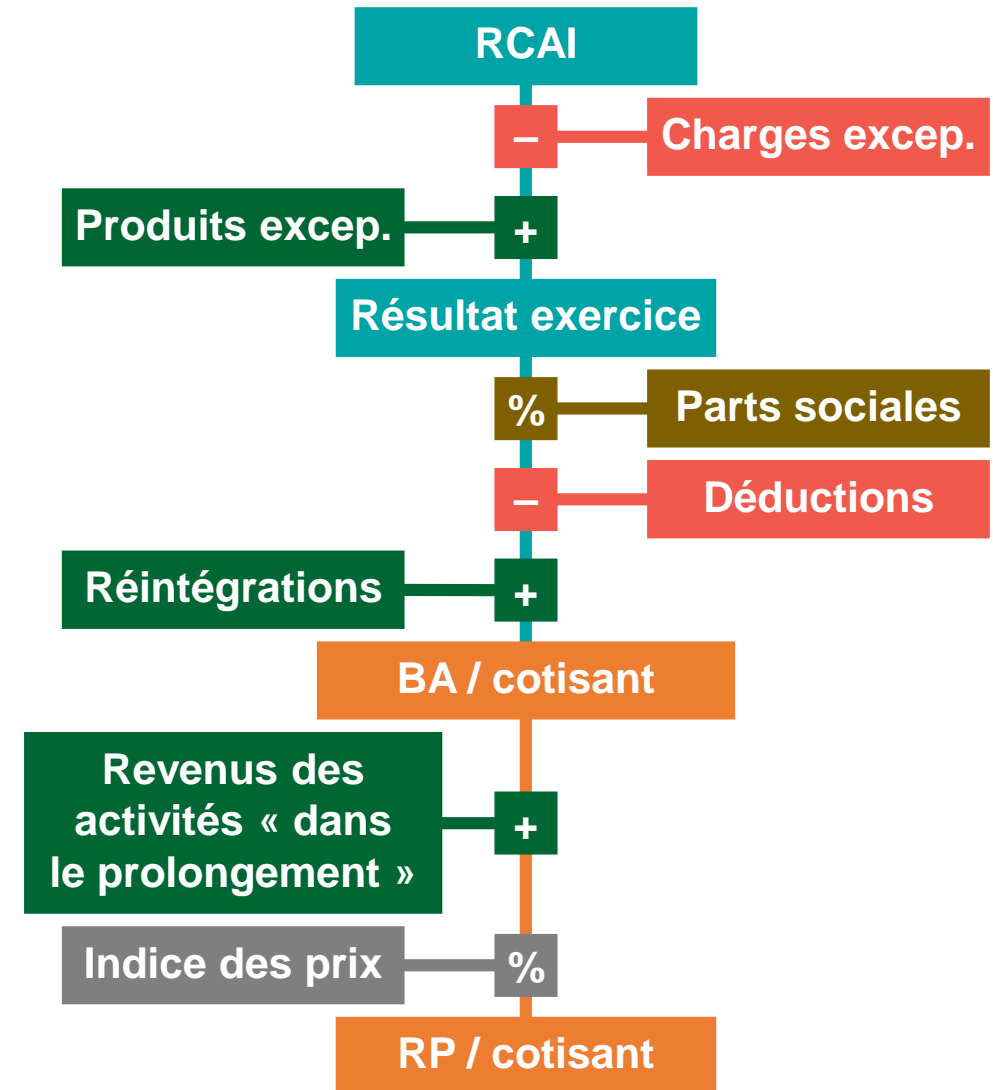 RCAI
– Charges excep.
Produits excep. +
Résultat exercice
% Parts sociales
– Déductions
Réintégrations +
BA / cotisant
Revenus des
activités « dans
le prolongement »
+
Indice des prix %
RP / cotisant